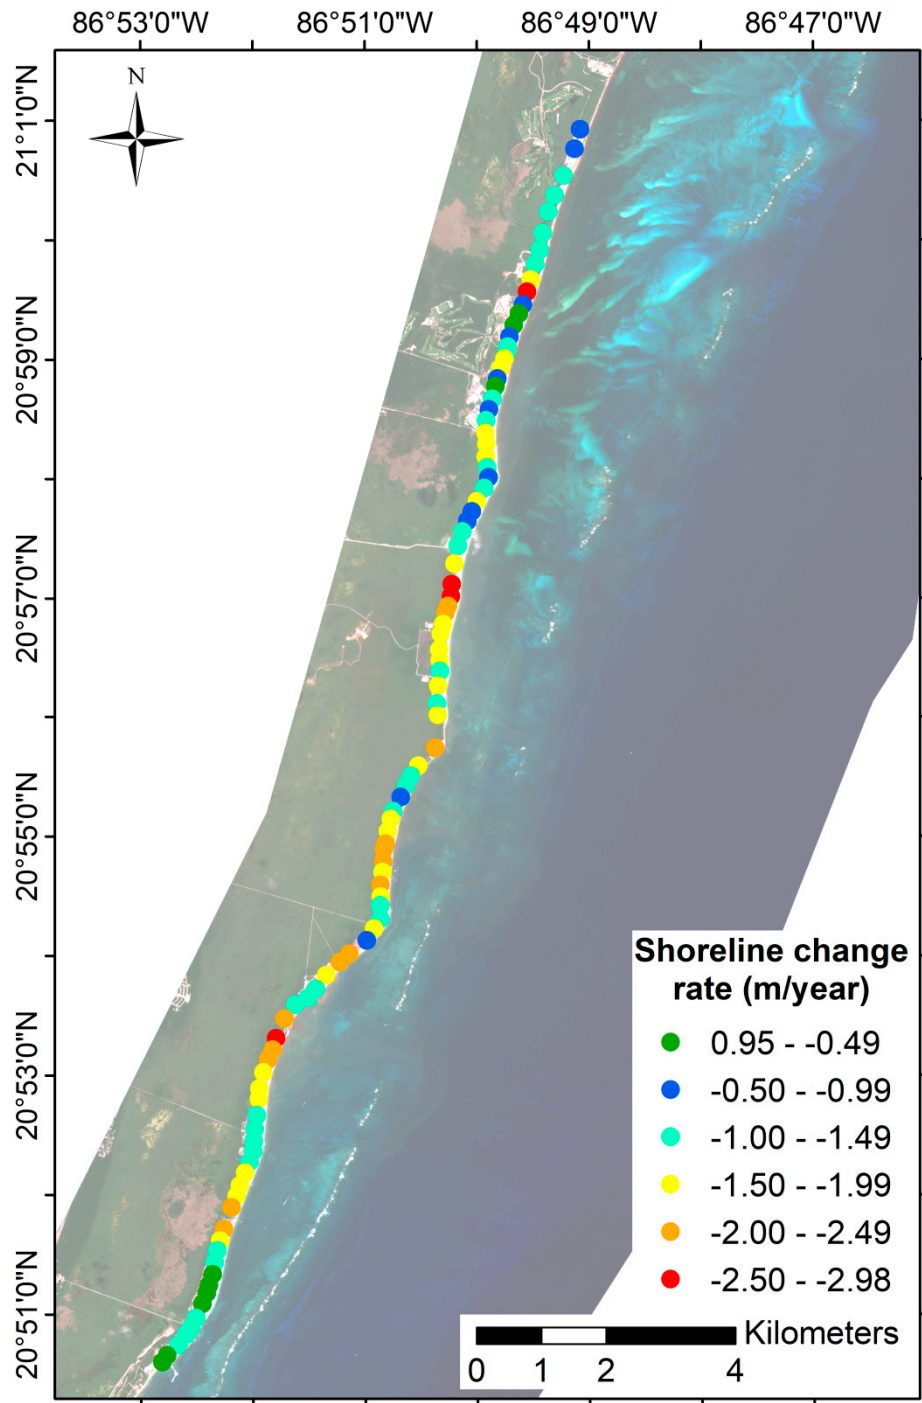 86°53'0"W 86°51'0"W 86°49'0"W 86°47'0"W
N
21°1'0"N
20°59'0"N
20°57'0"N
20°55'0"N
20°53'0"N
20°51'0"N
Shoreline change
rate (m/year)
0.95 - -0.49
-0.50 - -0.99
-1.00 - -1.49
-1.50 - -1.99
-2.00 - -2.49
-2.50 - -2.98
Kilometers
0 1 2 4